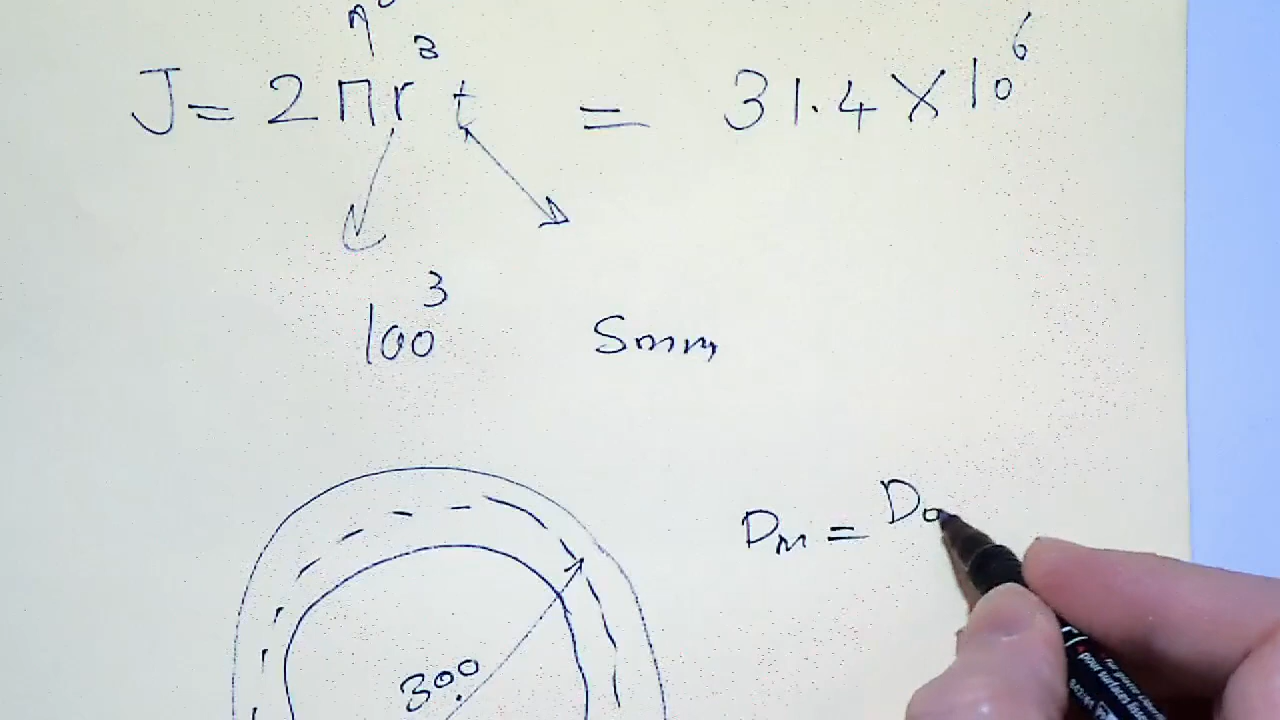 J = 2πr³t = 31.4 × 10⁶
100³ 5mm
Dm = Do
300